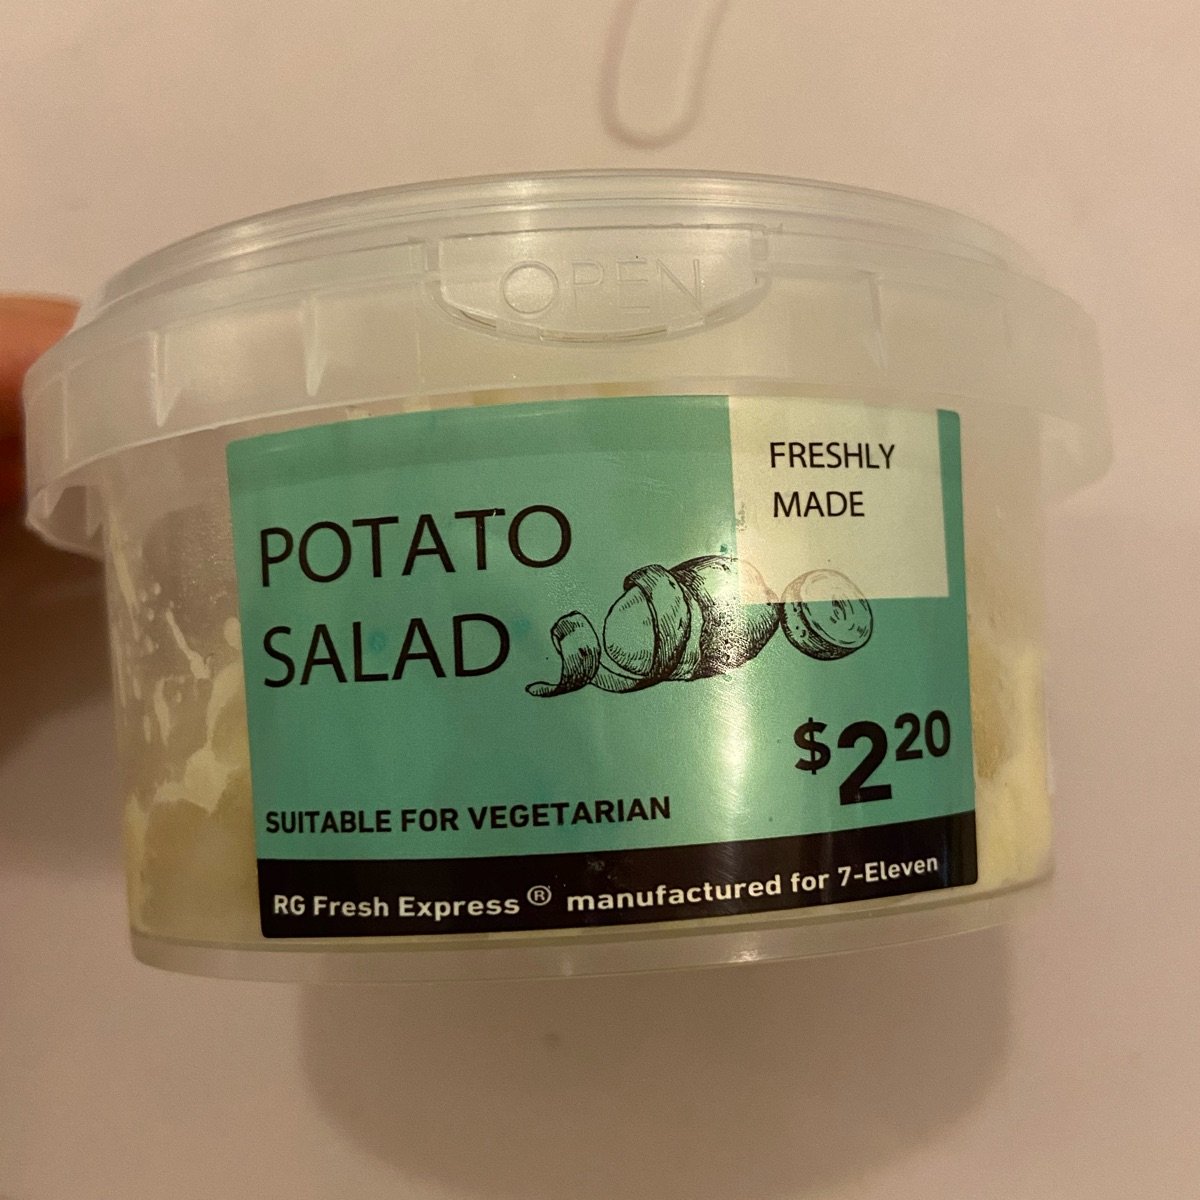 OPEN
FRESHLY
MADE
POTATO
SALAD
$2 20
SUITABLE FOR VEGETARIAN
RG Fresh Express ® manufactured for 7-Eleven